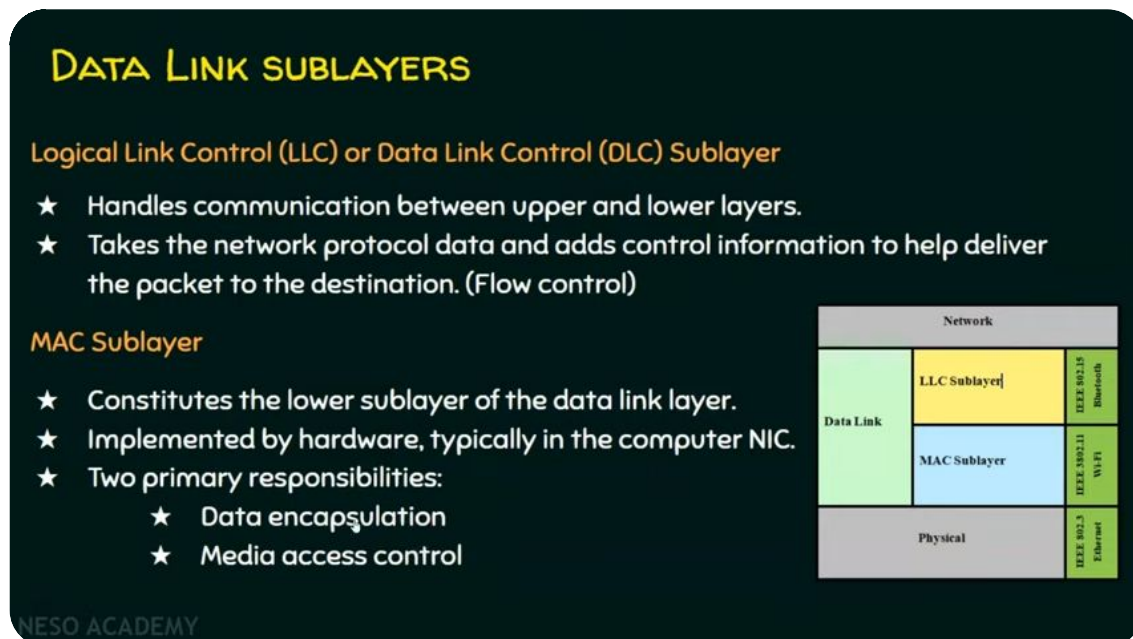 DATA LINK SUBLAYERS
Logical Link Control (LLC) or Data Link Control (DLC) Sublayer
★ Handles communication between upper and lower layers.
★ Takes the network protocol data and adds control information to help deliver
the packet to the destination. (Flow control)
MAC Sublayer
★ Constitutes the lower sublayer of the data link layer.
★ Implemented by hardware, typically in the computer NIC.
★ Two primary responsibilities:
★ Data encapsulation
★ Media access control
Network
Data Link
LLC Sublayer
MAC Sublayer
Physical
IEEE 802.15
Bluetooth
IEEE 3802.11
Wi-Fi
IEEE 802.3
Ethernet
NESO ACADEMY